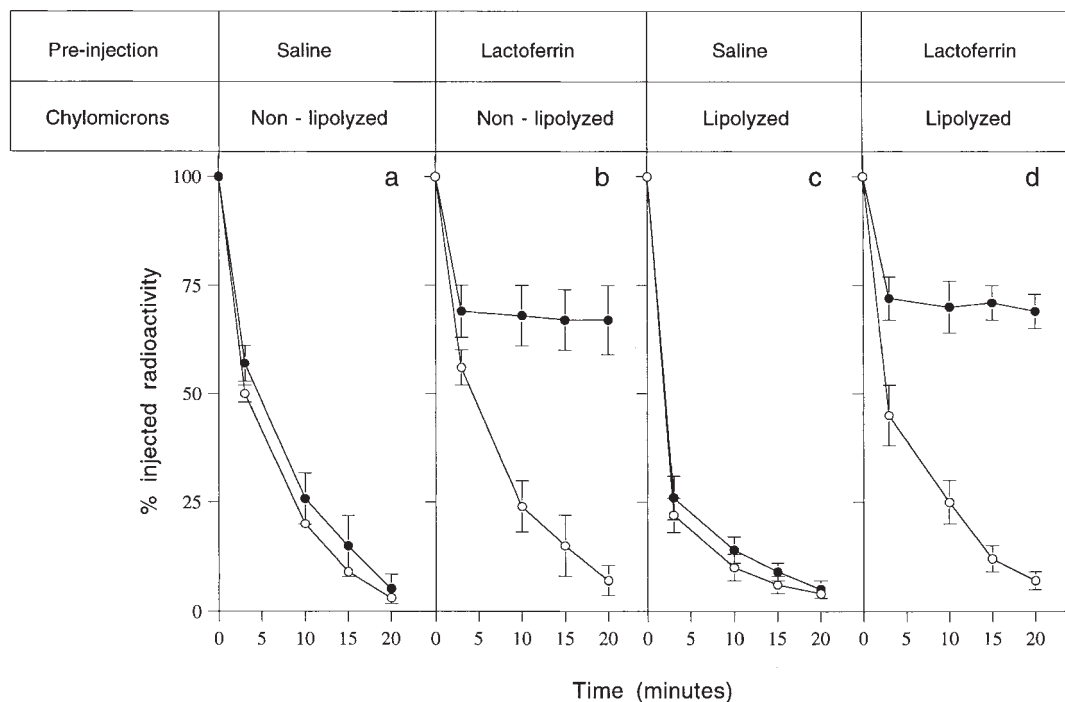 Pre-injection Saline Lactoferrin Saline Lactoferrin
Chylomicrons Non - lipolyzed Non - lipolyzed Lipolyzed Lipolyzed
a b c d
% injected radioactivity
100
75
50
25
0
0 5 10 15 20 0 5 10 15 20 0 5 10 15 20 0 5 10 15 20
Time (minutes)